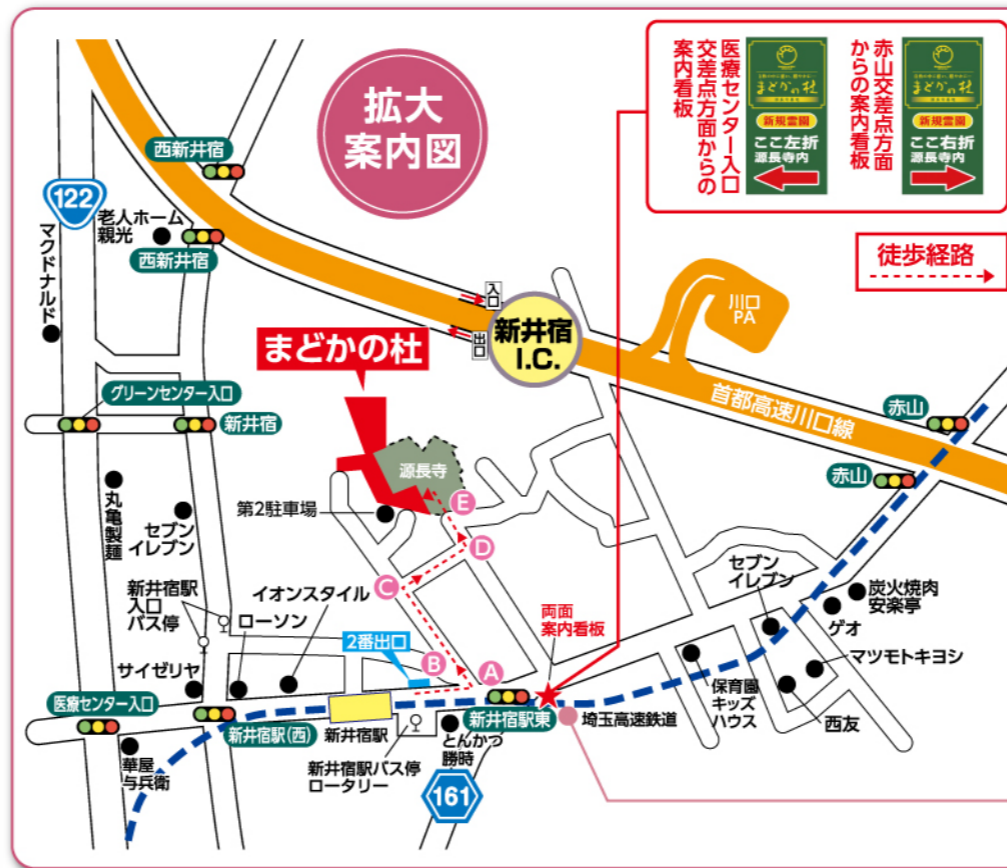 拡大
案内図
医療センター入口
交差点方面からの
案内看板
まどかの杜
新規霊園
ここ左折
源長寺内
赤山交差点方面
からの案内看板
まどかの杜
新規霊園
ここ右折
源長寺内
徒歩経路
122
マクドナルド
西新井宿
老人ホーム
親光
西新井宿
入口
出口
新井宿
I.C.
川口
PA
首都高速川口線
赤山
赤山
まどかの杜
源長寺
第2駐車場
グリーンセンター入口
新井宿
丸亀製麺
セブン
イレブン
新井宿駅
入口
バス停
イオンスタイル
ローソン
サイゼリヤ
2番出口
A
B
C
D
E
両面
案内看板
セブン
イレブン
炭火焼肉
安楽亭
ゲオ
マツモトキヨシ
西友
保育園
キッズ
ハウス
埼玉高速鉄道
医療センター入口
華屋
与兵衛
新井宿駅(西)
新井宿駅
新井宿駅バス停
ロータリー
とんかつ
勝時
新井宿駅東
161